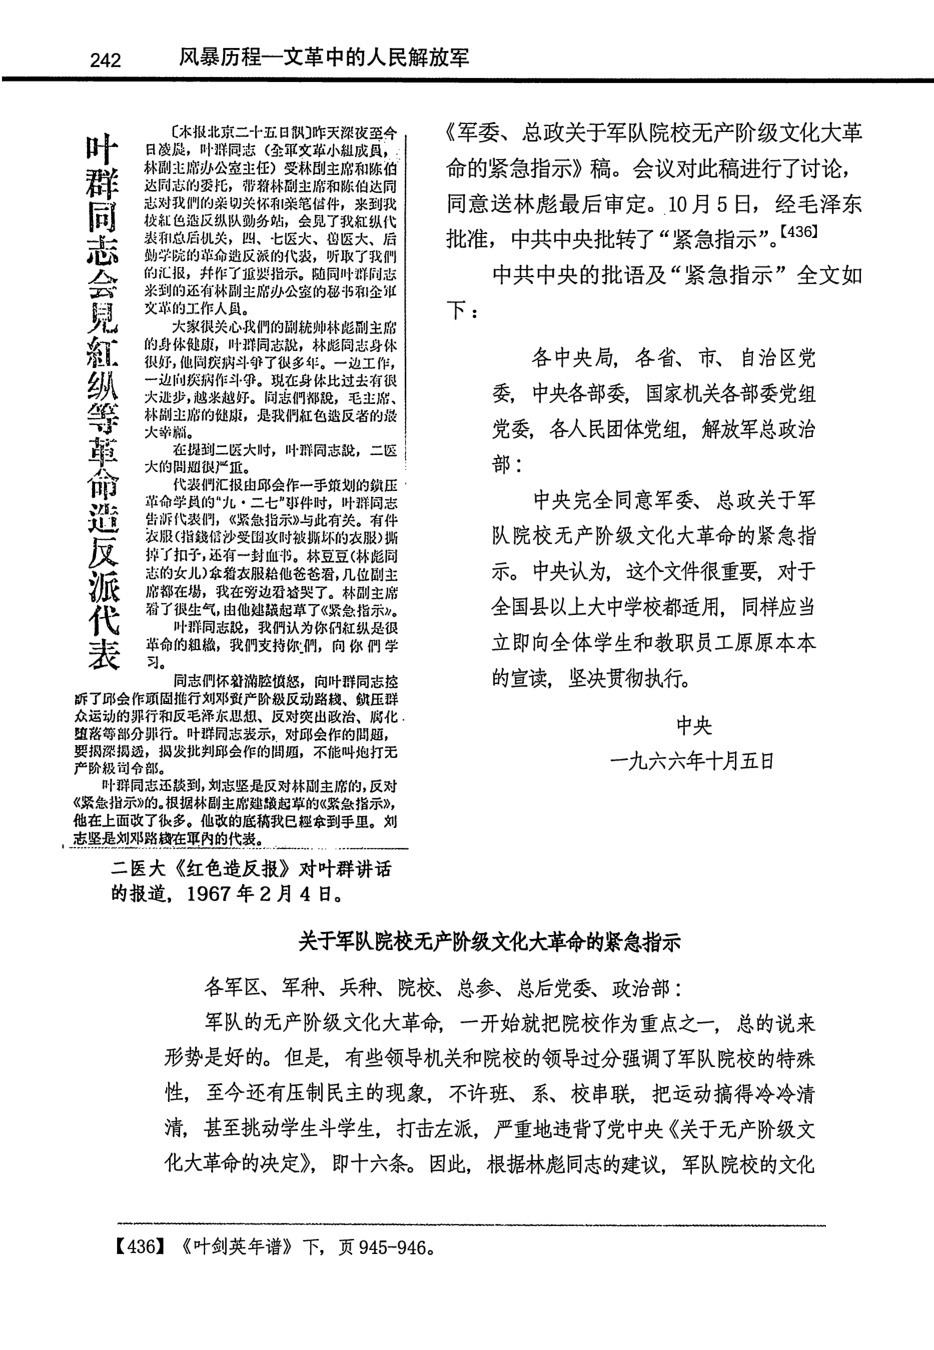 242 风暴历程—文革中的人民解放军
叶群同志会見紅纵等革命造反派代表
〔本报北京二十五日訊〕昨天深夜至今
日凌晨，叶群同志（全軍文革小組成員，
林副主席办公室主任）受林副主席和陈伯
达同志的委托，带着林副主席和陈伯达同
志对我們的亲切关怀和亲笔信件，来到我
校紅色造反纵队勤务站，会見了我紅纵代
表和总后机关，四、七医大、兽医大、后
勤学院的革命造反派的代表，听取了我們
的汇报，幷作了重要指示。随同叶群同志
来到的还有林副主席办公室的秘书和全軍
文革的工作人員。
大家很关心我們的副統帅林彪副主席
的身体健康，叶群同志說，林彪同志身体
很好，他同疾病斗爭了很多年。一边工作，
一边向疾病作斗爭。現在身体比过去有很
大进步，越来越好。同志們都說，毛主席、
林副主席的健康，是我們紅色造反者的最
大幸福。
在提到二医大时，叶群同志說，二医
大的問題很严重。
代表們汇报由邱会作一手策划的鎮压
革命学員的“九·二七”事件时，叶群同志
告訴代表們，《紧急指示》与此有关。有件
衣服（指錢信沙受围攻时被撕坏的衣服）撕
掉了扣子，还有一封血书。林豆豆（林彪同
志的女儿）拿着衣服給他爸爸看，几位副主
席都在場，我在旁边看着哭了。林副主席
看了很生气，由他建議起草了《紧急指示》。
叶群同志說，我們认为你們紅纵是很
革命的組織，我們支持你們，向你們学
习。
同志們怀着满腔愤怒，向叶群同志控
訴了邱会作頑固推行刘邓資产阶級反动路綫、鎮压群
众运动的罪行和反毛泽东思想、反对突出政治、腐化
堕落等部分罪行。叶群同志表示，对邱会作的問題，
要揭深揭透，揭发批判邱会作的問題，不能叫炮打无
产阶級司令部。
叶群同志还談到，刘志坚是反对林副主席的，反对
《紧急指示》的。根据林副主席建議起草的《紧急指示》，
他在上面改了很多。他改的底稿我已經拿到手里。刘
志坚是刘邓路綫在軍內的代表。
二医大《红色造反报》对叶群讲话
的报道，1967年2月4日。
《军委、总政关于军队院校无产阶级文化大革
命的紧急指示》稿。会议对此稿进行了讨论，
同意送林彪最后审定。10月5日，经毛泽东
批准，中共中央批转了“紧急指示”。【436】
中共中央的批语及“紧急指示”全文如
下：
各中央局，各省、市、自治区党
委，中央各部委，国家机关各部委党组
党委，各人民团体党组，解放军总政治
部：
中央完全同意军委、总政关于军
队院校无产阶级文化大革命的紧急指
示。中央认为，这个文件很重要，对于
全国县以上大中学校都适用，同样应当
立即向全体学生和教职员工原原本本
的宣读，坚决贯彻执行。
中央
一九六六年十月五日
关于军队院校无产阶级文化大革命的紧急指示
各军区、军种、兵种、院校、总参、总后党委、政治部：
军队的无产阶级文化大革命，一开始就把院校作为重点之一，总的说来
形势是好的。但是，有些领导机关和院校的领导过分强调了军队院校的特殊
性，至今还有压制民主的现象，不许班、系、校串联，把运动搞得冷冷清
清，甚至挑动学生斗学生，打击左派，严重地违背了党中央《关于无产阶级文
化大革命的决定》，即十六条。因此，根据林彪同志的建议，军队院校的文化
【436】《叶剑英年谱》下，页945-946。